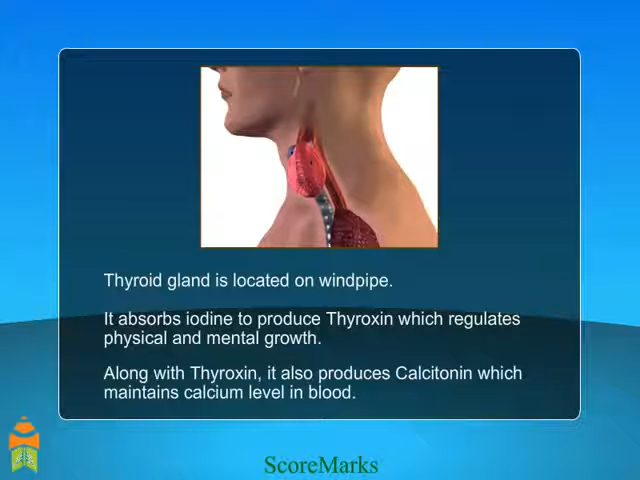 Thyroid gland is located on windpipe.
It absorbs iodine to produce Thyroxin which regulates
physical and mental growth.
Along with Thyroxin, it also produces Calcitonin which
maintains calcium level in blood.
ScoreMarks